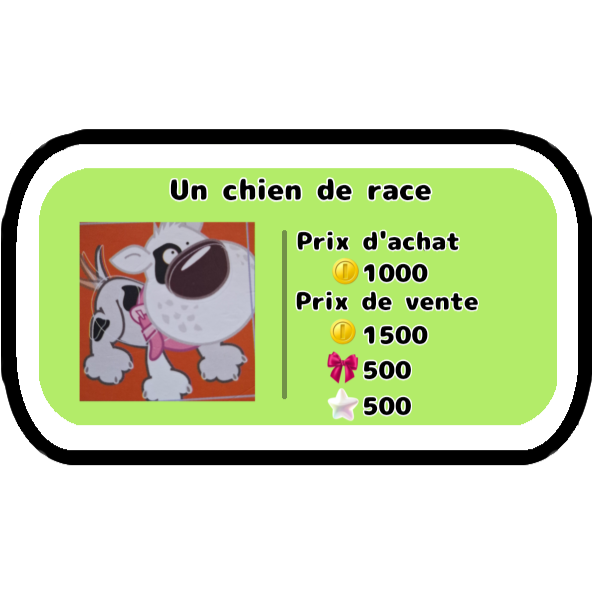 Un chien de race
Prix d'achat
1000
Prix de vente
1500
500
500